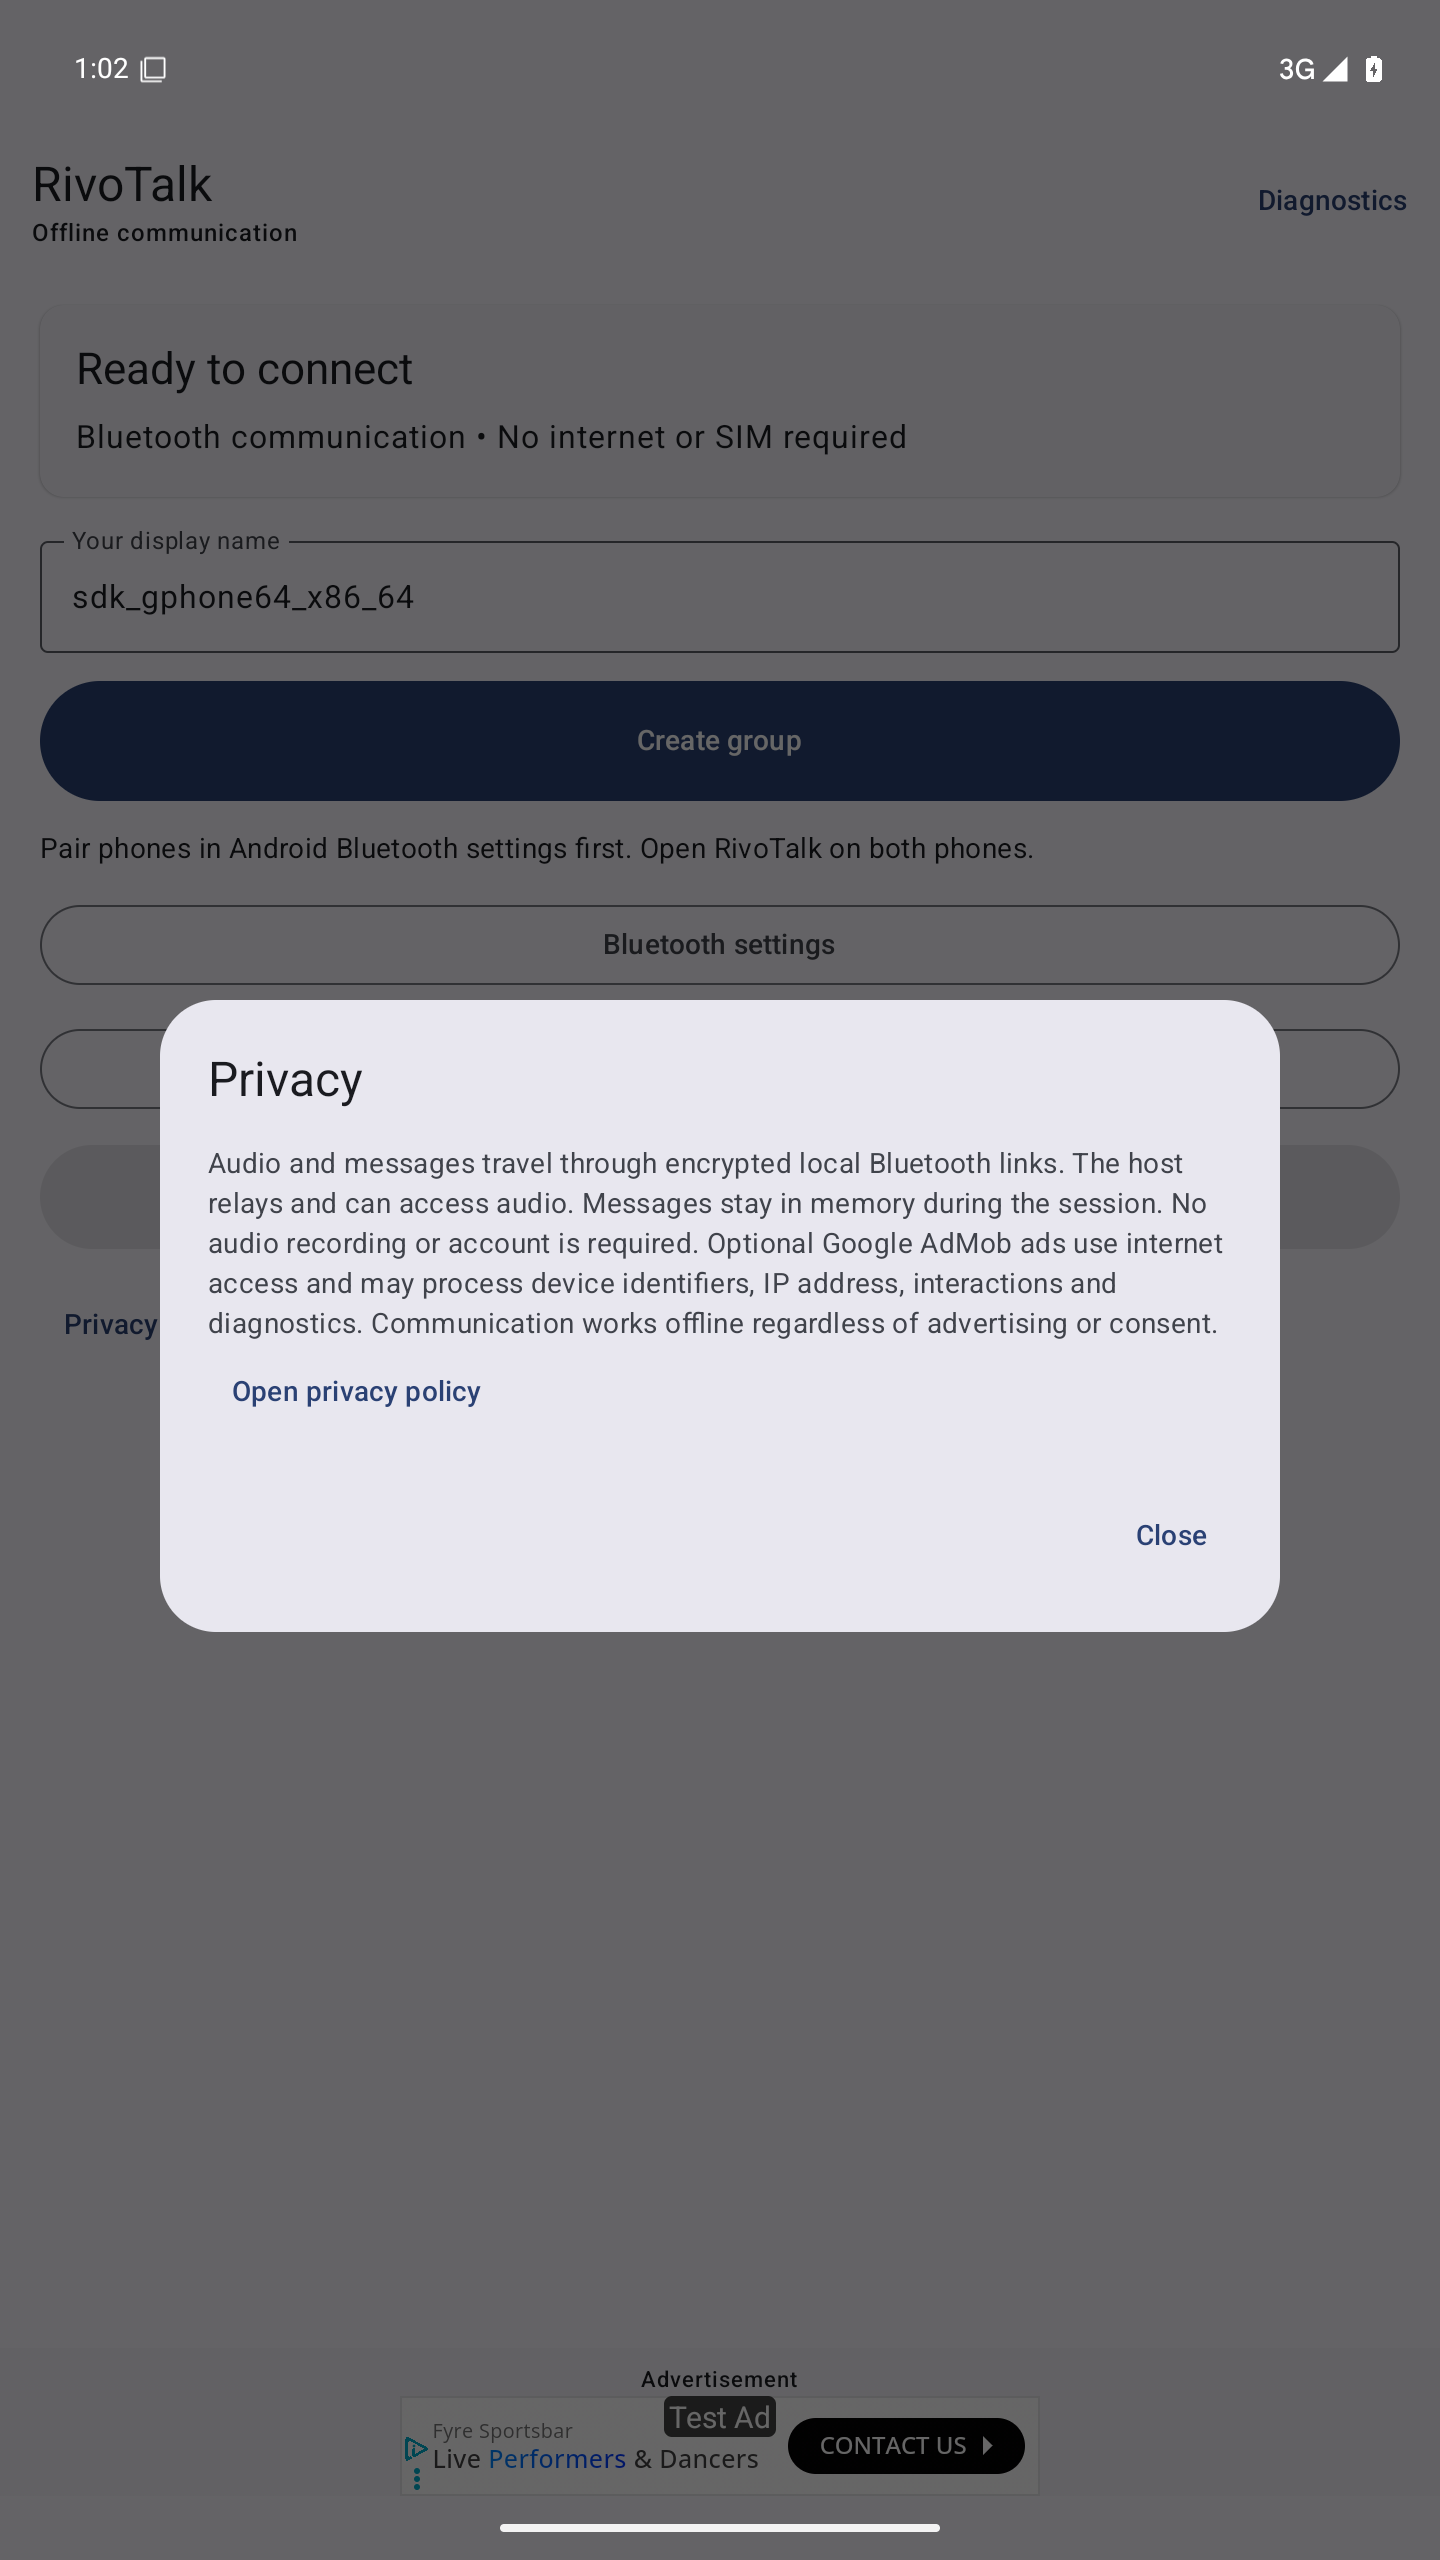 1:02
3G
RivoTalk
Offline communication
Diagnostics
Ready to connect
Bluetooth communication • No internet or SIM required
Your display name
sdk_gphone64_x86_64
Create group
Pair phones in Android Bluetooth settings first. Open RivoTalk on both phones.
Bluetooth settings
Privacy
Audio and messages travel through encrypted local Bluetooth links. The host
relays and can access audio. Messages stay in memory during the session. No
audio recording or account is required. Optional Google AdMob ads use internet
access and may process device identifiers, IP address, interactions and
diagnostics. Communication works offline regardless of advertising or consent.
Privacy
Open privacy policy
Close
Advertisement
Test Ad
Fyre Sportsbar
Live Performers & Dancers
CONTACT US